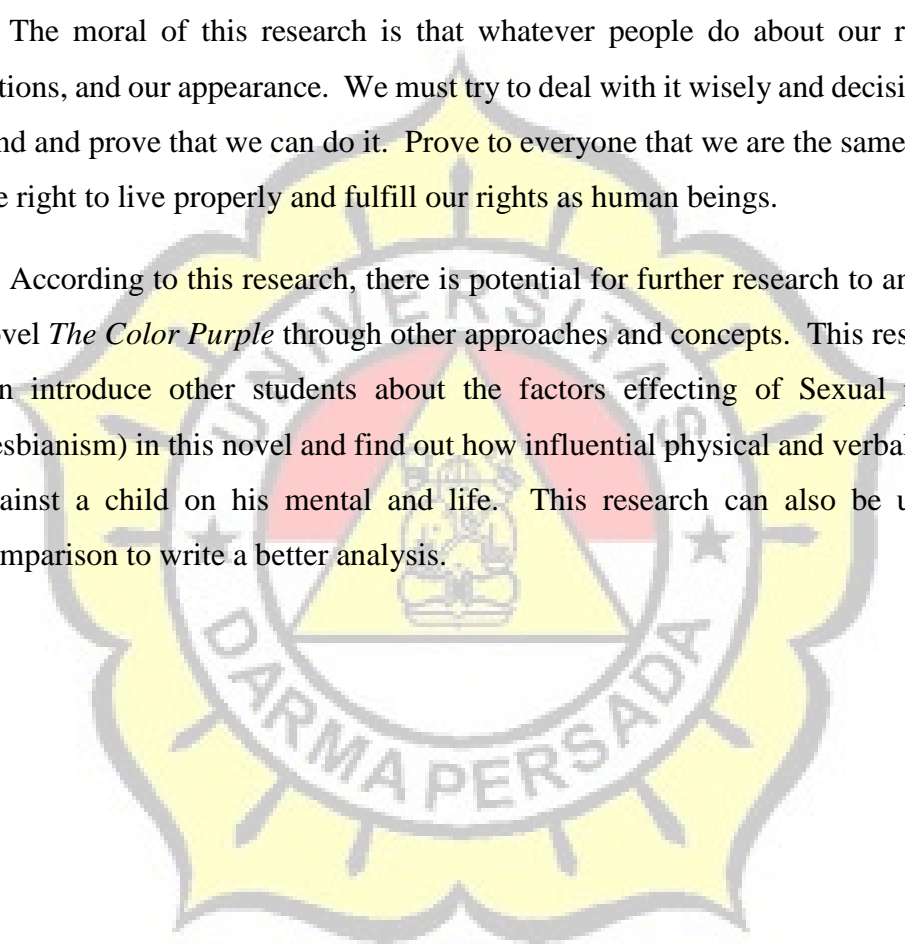 The moral of this research is that whatever people do about our r
tions, and our appearance. We must try to deal with it wisely and decisi
nd and prove that we can do it. Prove to everyone that we are the same
e right to live properly and fulfill our rights as human beings.
According to this research, there is potential for further research to an
ovel The Color Purple through other approaches and concepts. This res
n introduce other students about the factors effecting of Sexual p
esbianism) in this novel and find out how influential physical and verbal
ainst a child on his mental and life. This research can also be u
mparison to write a better analysis.
UNIVERSITAS
DARMA PERSADA